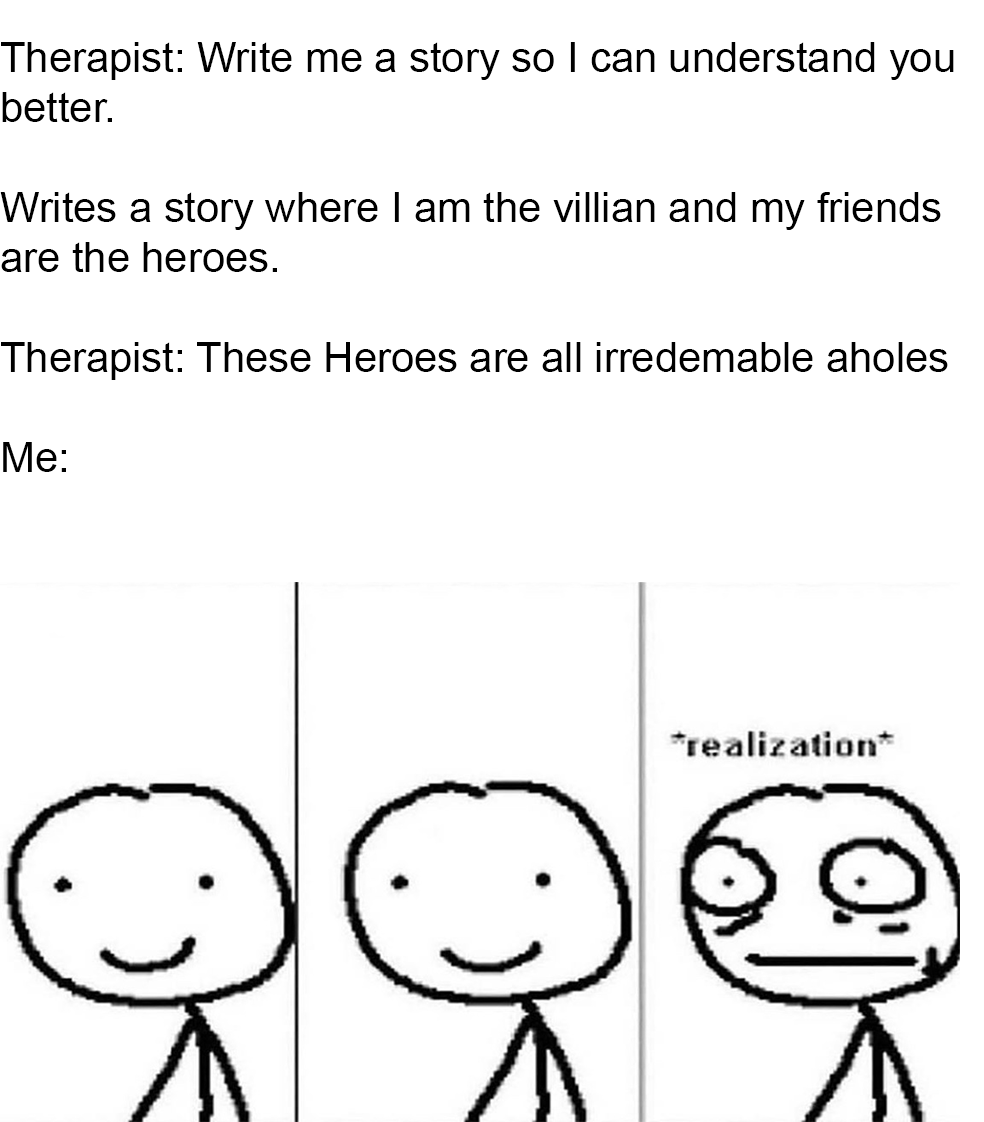 Therapist: Write me a story so I can understand you
better.
Writes a story where I am the villian and my friends
are the heroes.
Therapist: These Heroes are all irredemable aholes
Me:
*realization*